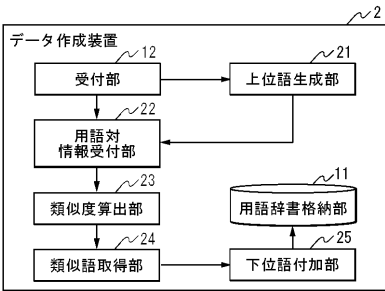 2
データ作成装置
12
受付部
21
上位語生成部
22
用語対
情報受付部
23
類似度算出部
11
用語辞書格納部
24
類似語取得部
25
下位語付加部